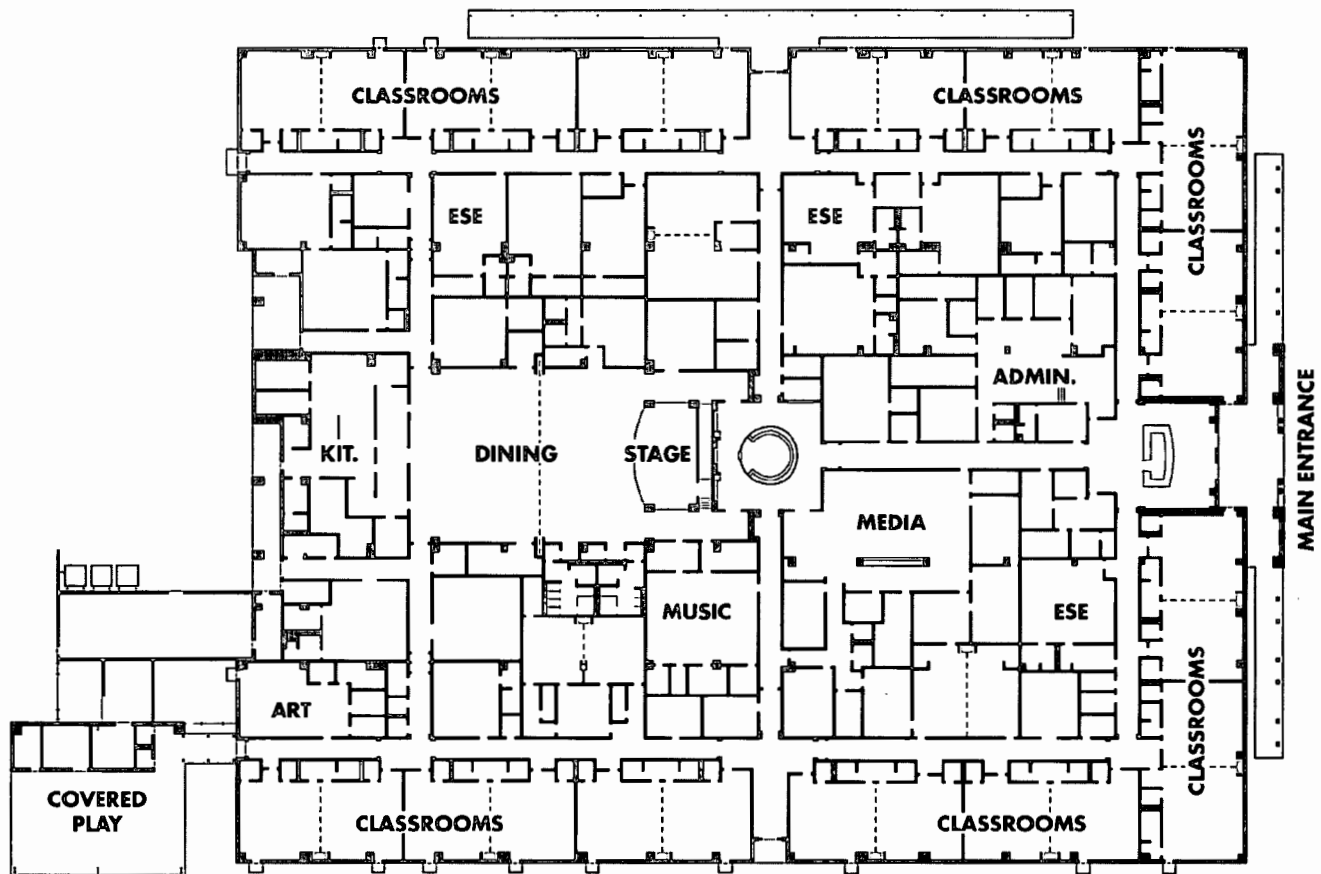 CLASSROOMS
CLASSROOMS
CLASSROOMS
ESE
ESE
ADMIN.
KIT.
DINING
STAGE
MAIN ENTRANCE
MEDIA
MUSIC
ESE
CLASSROOMS
ART
COVERED
PLAY
CLASSROOMS
CLASSROOMS